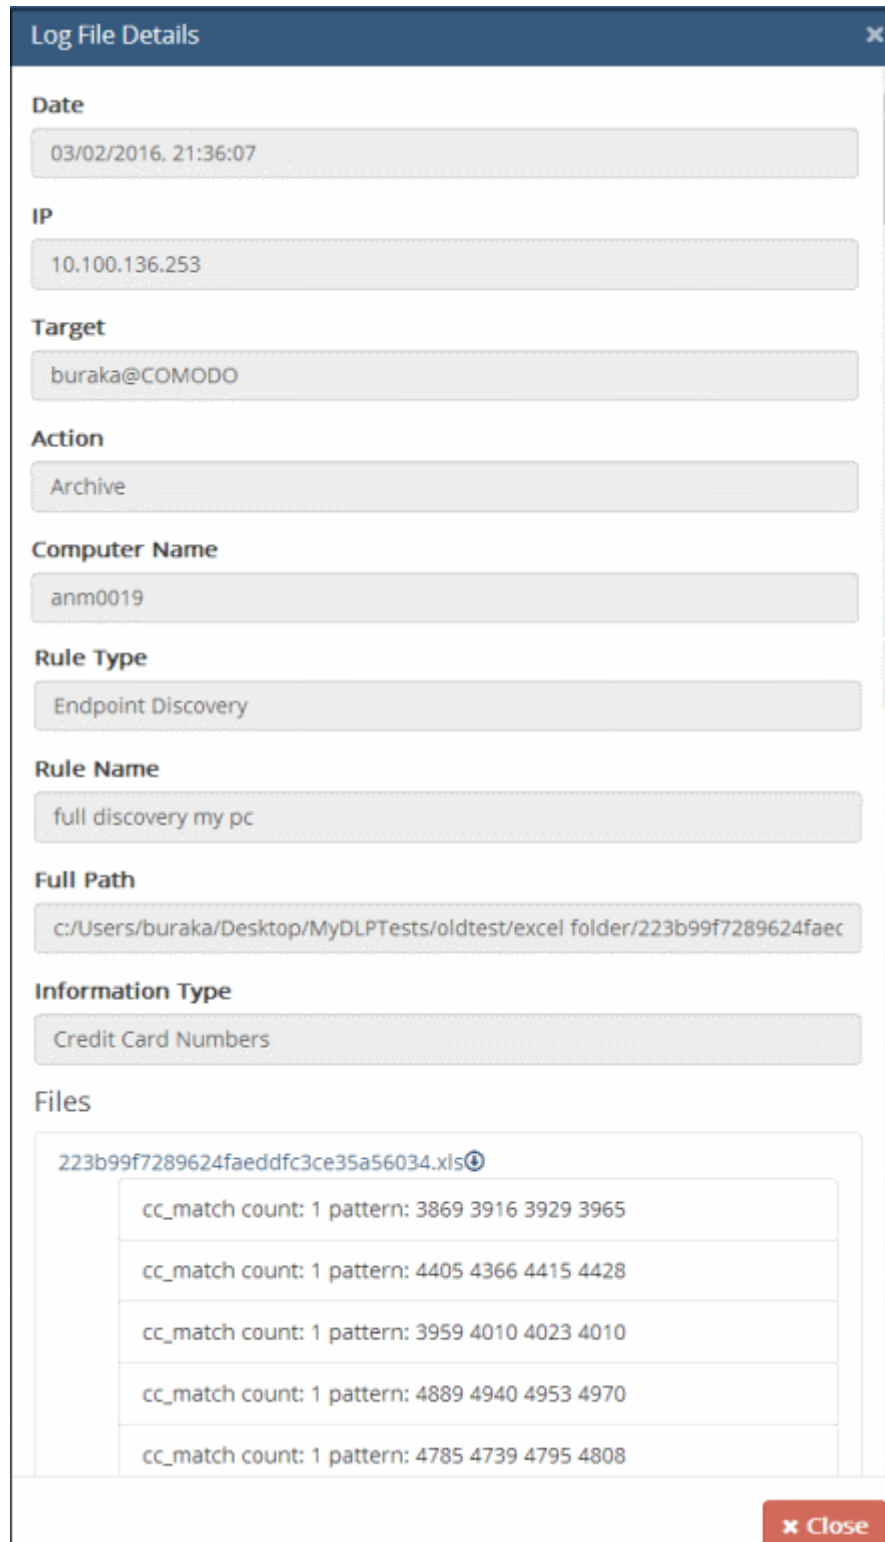 Log File Details
Date
03/02/2016, 21:36:07
IP
10.100.136.253
Target
buraka@COMODO
Action
Archive
Computer Name
anm0019
Rule Type
Endpoint Discovery
Rule Name
full discovery my pc
Full Path
c:/Users/buraka/Desktop/MyDLPTests/oldtest/excel folder/223b99f7289624faec
Information Type
Credit Card Numbers
Files
223b99f7289624faeddfc3ce35a56034.xls
cc_match count: 1 pattern: 3869 3916 3929 3965
cc_match count: 1 pattern: 4405 4366 4415 4428
cc_match count: 1 pattern: 3959 4010 4023 4010
cc_match count: 1 pattern: 4889 4940 4953 4970
cc_match count: 1 pattern: 4785 4739 4795 4808
Close